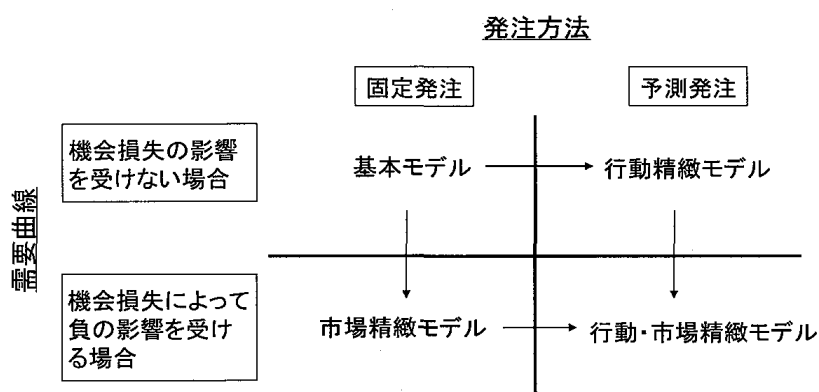 発注方法
固定発注
予測発注
需要曲線
機会損失の影響
を受けない場合
基本モデル
行動精緻モデル
機会損失によって
負の影響を受け
る場合
市場精緻モデル
行動・市場精緻モデル